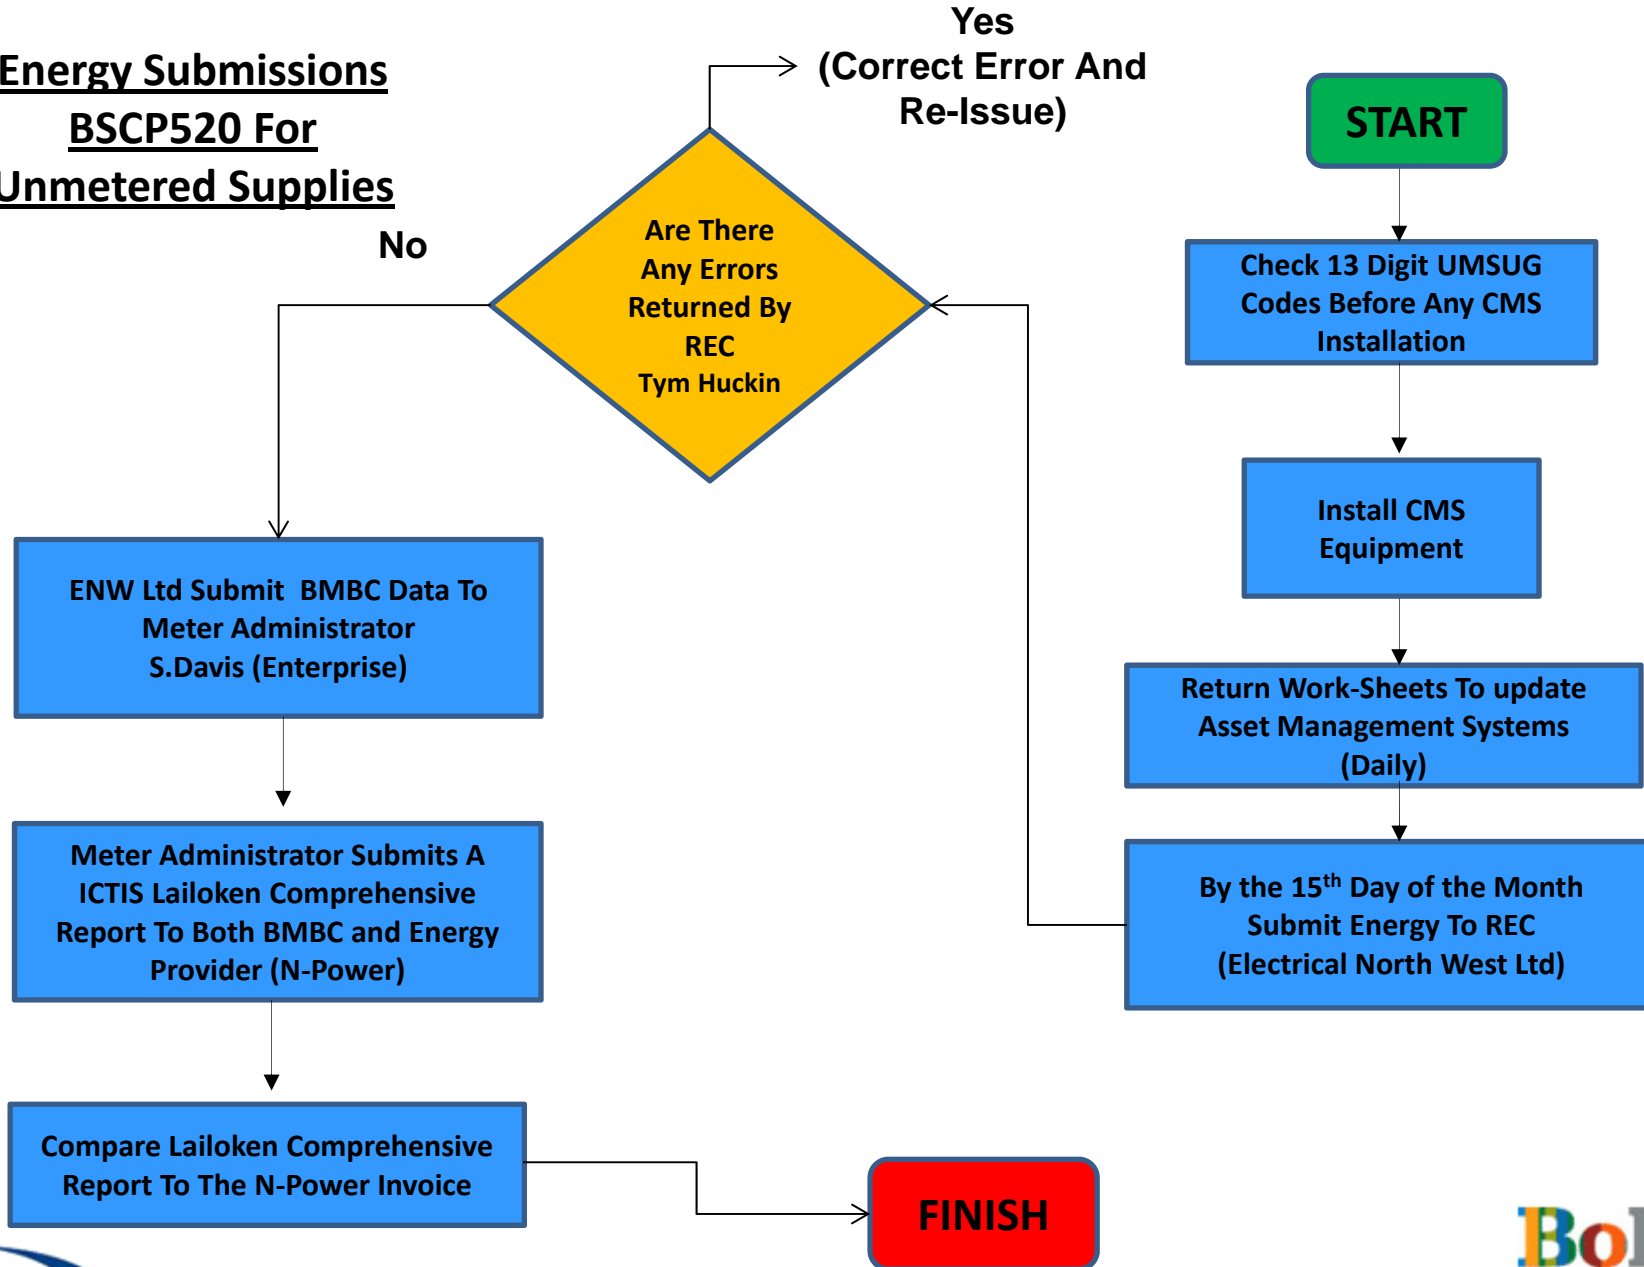 Energy Submissions
BSCP520 For
Unmetered Supplies
Yes
(Correct Error And
Re-Issue)
No
Are There
Any Errors
Returned By
REC
Tym Huckin
START
Check 13 Digit UMSUG
Codes Before Any CMS
Installation
Install CMS
Equipment
Return Work-Sheets To update
Asset Management Systems
(Daily)
By the 15th Day of the Month
Submit Energy To REC
(Electrical North West Ltd)
ENW Ltd Submit BMBC Data To
Meter Administrator
S.Davis (Enterprise)
Meter Administrator Submits A
ICTIS Lailoken Comprehensive
Report To Both BMBC and Energy
Provider (N-Power)
Compare Lailoken Comprehensive
Report To The N-Power Invoice
FINISH